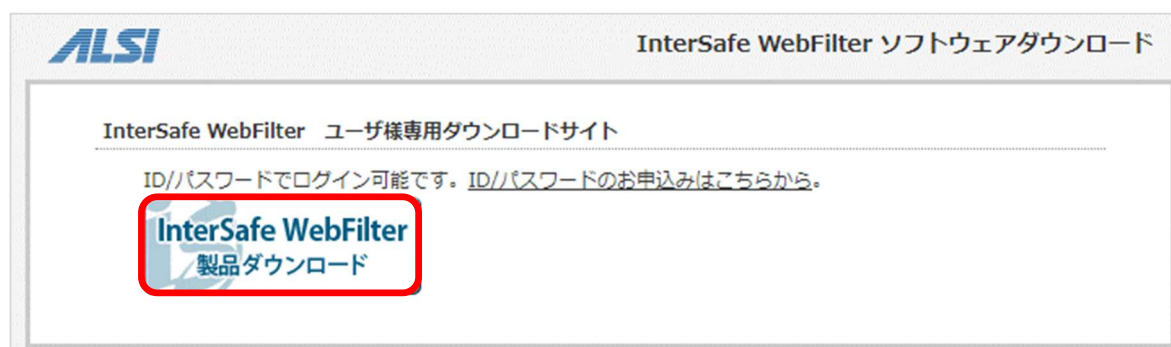 ALSI
InterSafe WebFilter ソフトウェアダウンロード
InterSafe WebFilter ユーザ様専用ダウンロードサイト
ID/パスワードでログイン可能です。ID/パスワードのお申込みはこちらから。
InterSafe WebFilter
製品ダウンロード